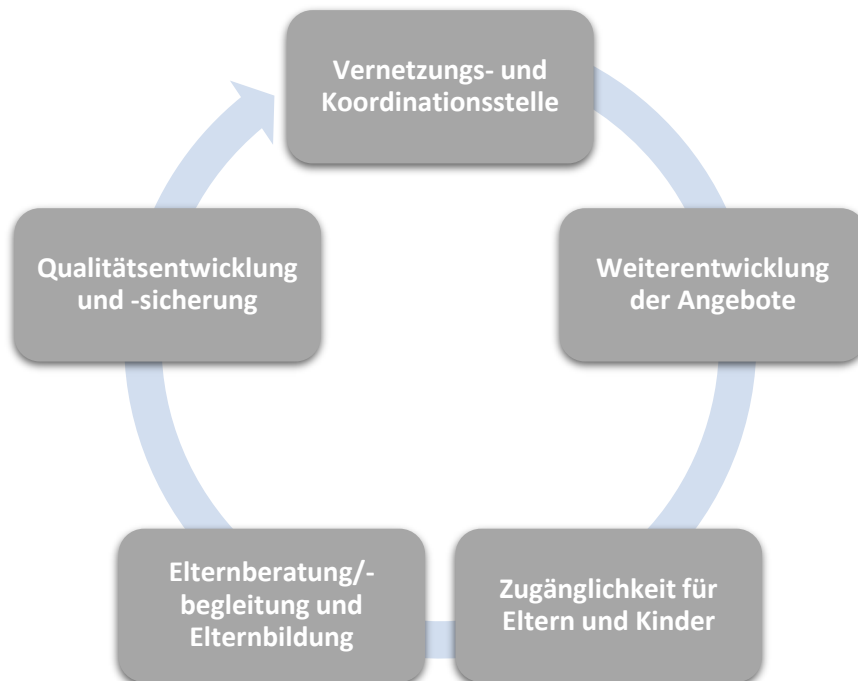 Vernetzungs- und
Koordinationsstelle
Weiterentwicklung
der Angebote
Zugänglichkeit für
Eltern und Kinder
Elternberatung/-
begleitung und
Elternbildung
Qualitätsentwicklung
und -sicherung